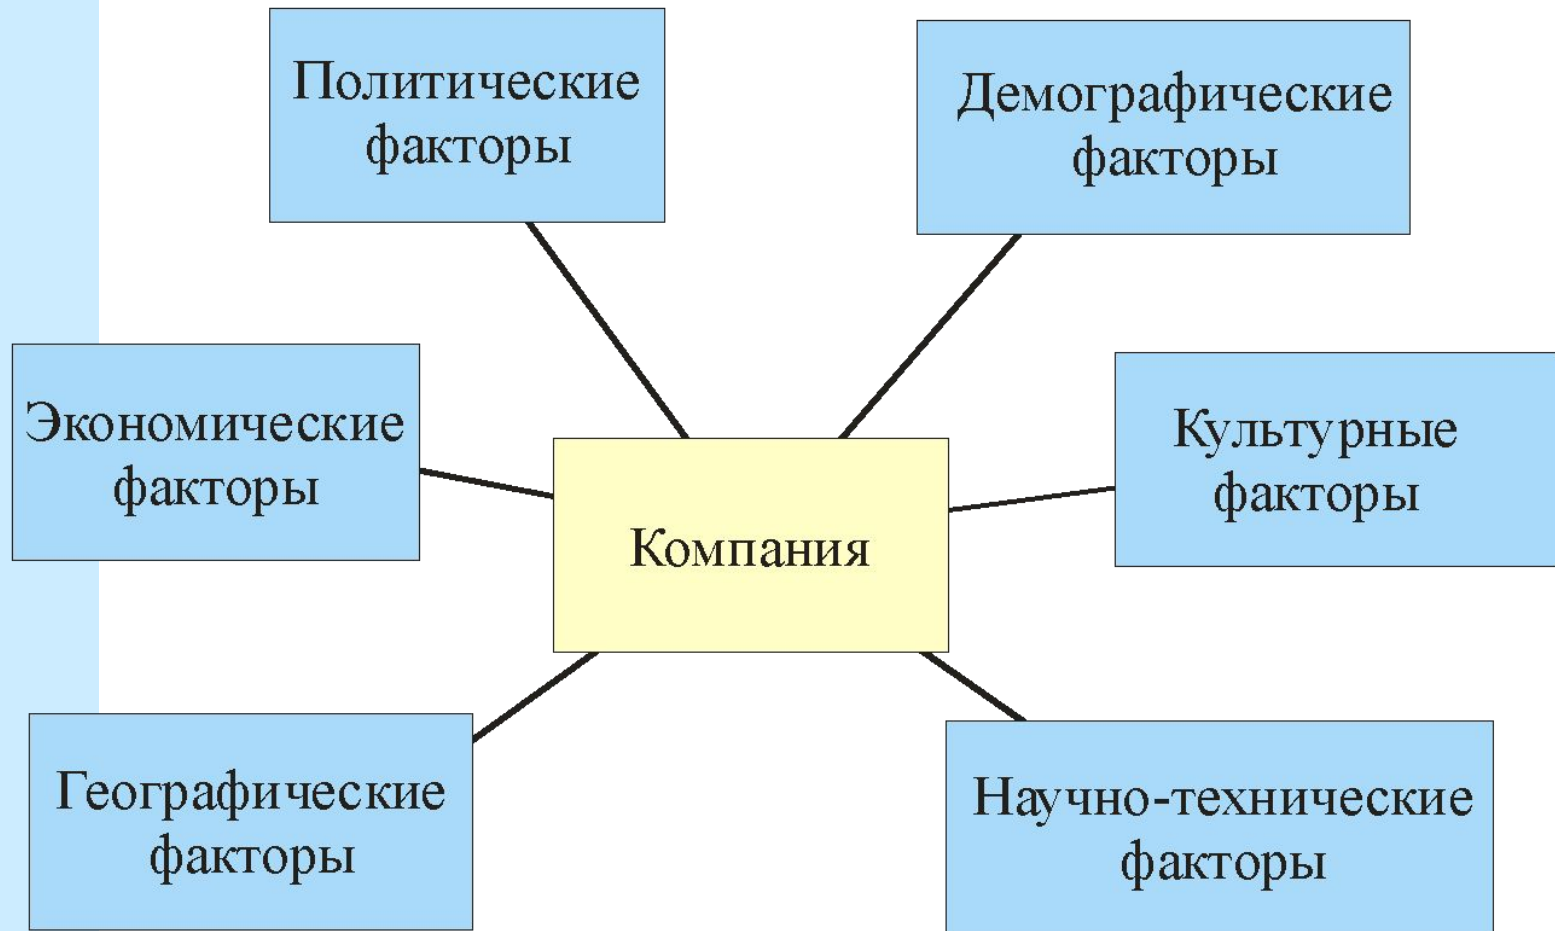 Политические
факторы
Демографические
факторы
Экономические
факторы
Культурные
факторы
Компания
Географические
факторы
Научно-технические
факторы